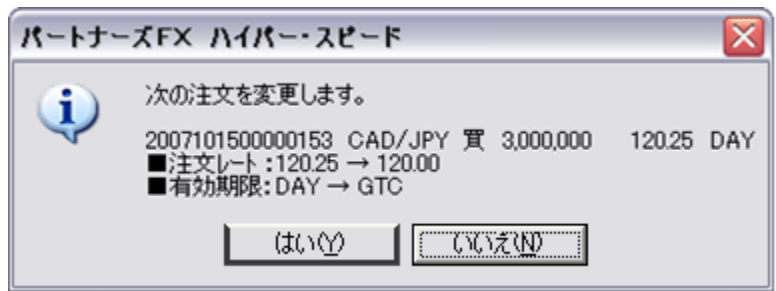 パートナーズFX ハイパー・スピード
次の注文を変更します。
2007101500000153 CAD/JPY 買 3,000,000 120.25 DAY
■注文レート：120.25 → 120.00
■有効期限：DAY → GTC
はい(Y) いいえ(N)